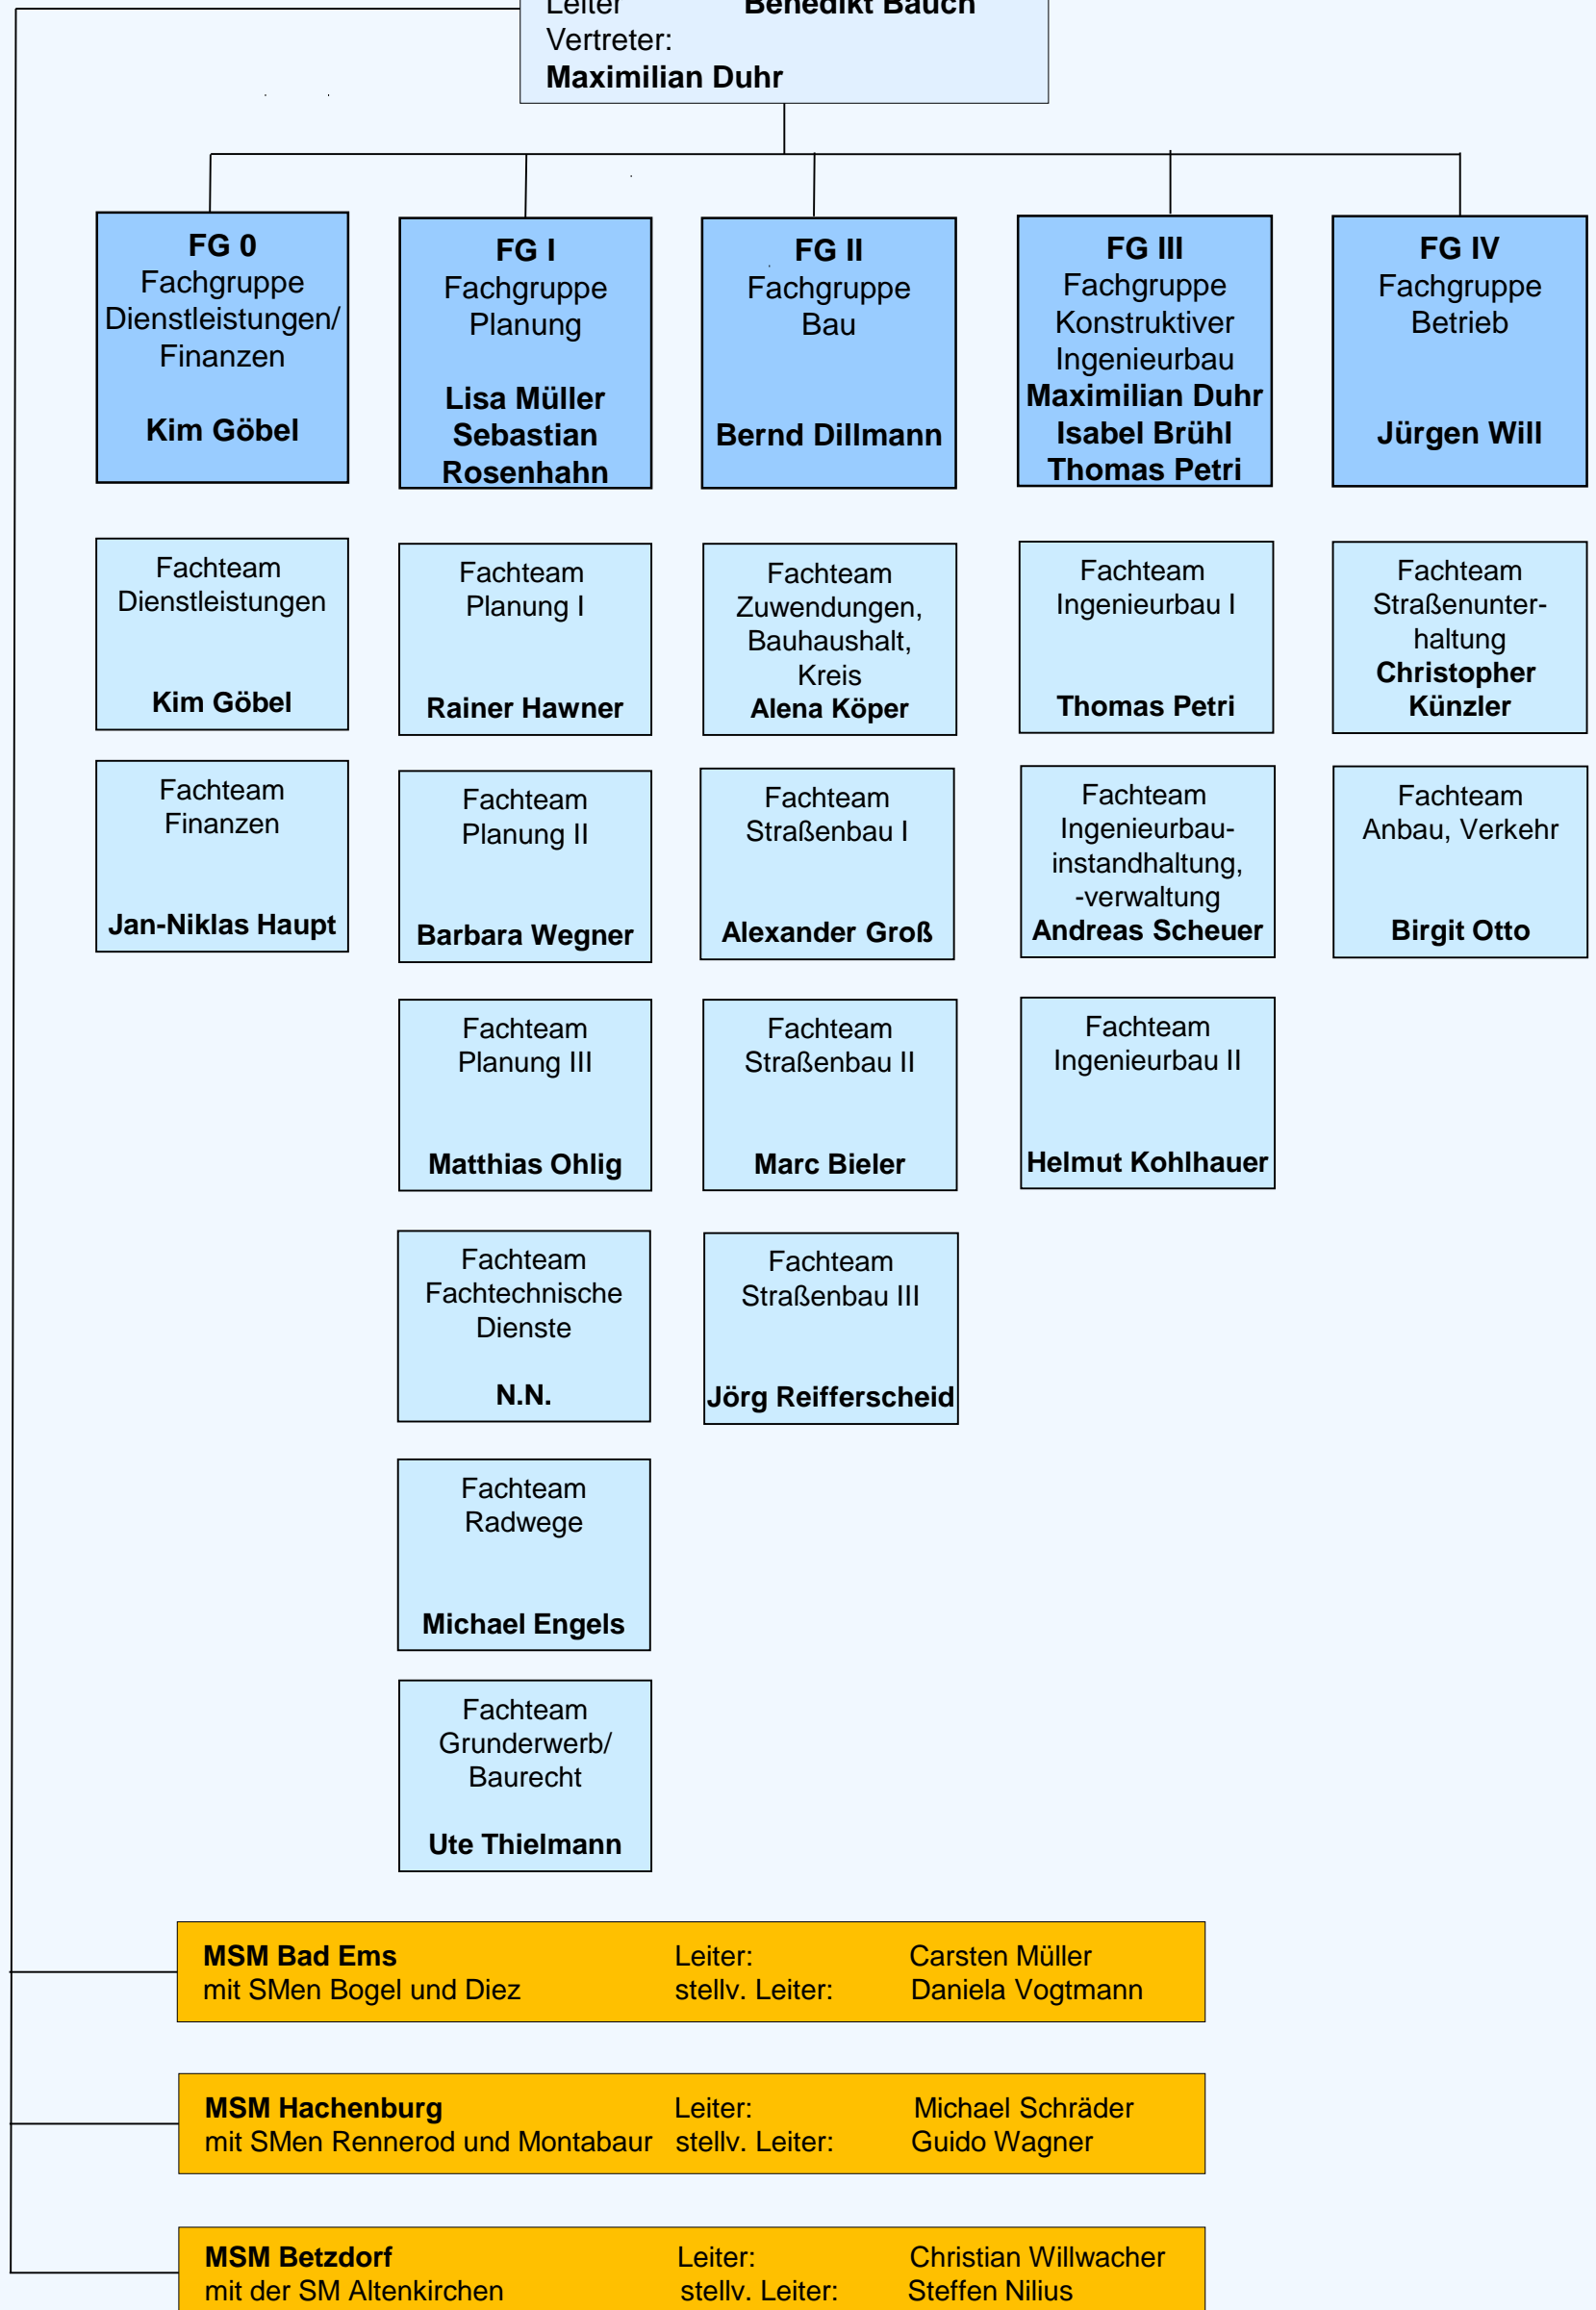 Leiter Benedikt Bauch
Vertreter:
Maximilian Duhr
FG 0
Fachgruppe
Dienstleistungen/
Finanzen
Kim Göbel
FG I
Fachgruppe
Planung
Lisa Müller
Sebastian
Rosenhahn
FG II
Fachgruppe
Bau
Bernd Dillmann
FG III
Fachgruppe
Konstruktiver
Ingenieurbau
Maximilian Duhr
Isabel Brühl
Thomas Petri
FG IV
Fachgruppe
Betrieb
Jürgen Will
Fachteam
Dienstleistungen
Kim Göbel
Fachteam
Planung I
Rainer Hawner
Fachteam
Zuwendungen,
Bauhaushalt,
Kreis
Alena Köper
Fachteam
Ingenieurbau I
Thomas Petri
Fachteam
Straßenunter-
haltung
Christopher
Künzler
Fachteam
Finanzen
Jan-Niklas Haupt
Fachteam
Planung II
Barbara Wegner
Fachteam
Straßenbau I
Alexander Groß
Fachteam
Ingenieurbau-
instandhaltung,
-verwaltung
Andreas Scheuer
Fachteam
Anbau, Verkehr
Birgit Otto
Fachteam
Planung III
Matthias Ohlig
Fachteam
Straßenbau II
Marc Bieler
Fachteam
Ingenieurbau II
Helmut Kohlhauer
Fachteam
Fachtechnische
Dienste
N.N.
Fachteam
Straßenbau III
Jörg Reifferscheid
Fachteam
Radwege
Michael Engels
Fachteam
Grunderwerb/
Baurecht
Ute Thielmann
MSM Bad Ems Leiter: Carsten Müller
mit SMen Bogel und Diez stellv. Leiter: Daniela Vogtmann
MSM Hachenburg Leiter: Michael Schräder
mit SMen Rennerod und Montabaur stellv. Leiter: Guido Wagner
MSM Betzdorf Leiter: Christian Willwacher
mit der SM Altenkirchen stellv. Leiter: Steffen Nilius